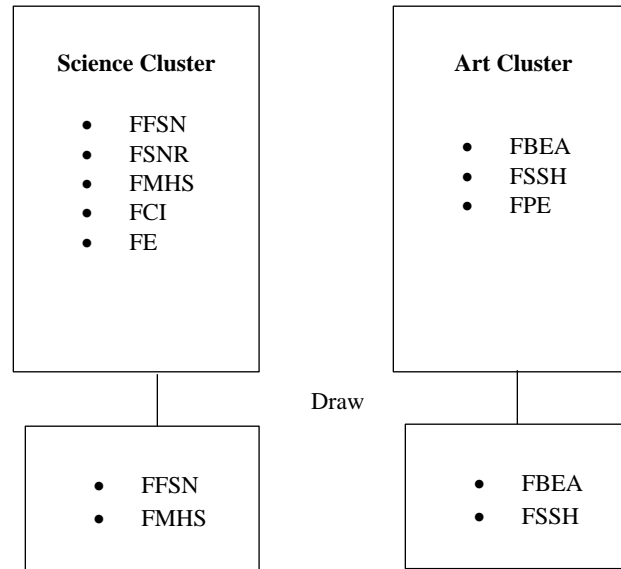 Science Cluster
• FFSN
• FSNR
• FMHS
• FCI
• FE
Art Cluster
• FBEA
• FSSH
• FPE
Draw
• FFSN
• FMHS
• FBEA
• FSSH